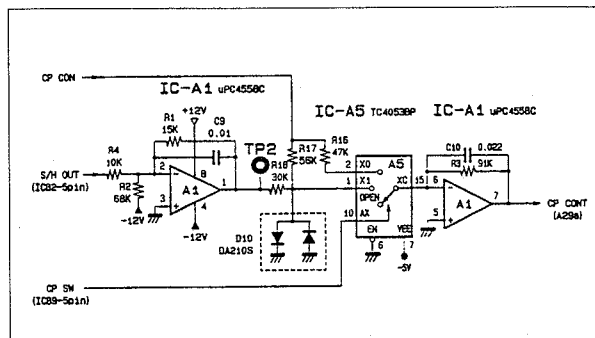 CP CON
IC-A1 uPC4558C
IC-A5 TC4053BP
IC-A1 uPC4558C
R1
15K
+12V
C9
0.01
TP2
R17
56K
R16
47K
C10 0.022
R3 91K
R4
10K
S/H OUT
(IC82-5pin)
R2
68K
-12V
2
3
8
A1
1
4
-12V
R18
30K
2 X0
A5
1 X1
XC 15
OPEN
10 AX
EN
6
VEE
7
-5V
6
5
A1
7
CP CONT
(A29a)
D10
DA210S
CP SW
(IC89-5pin)